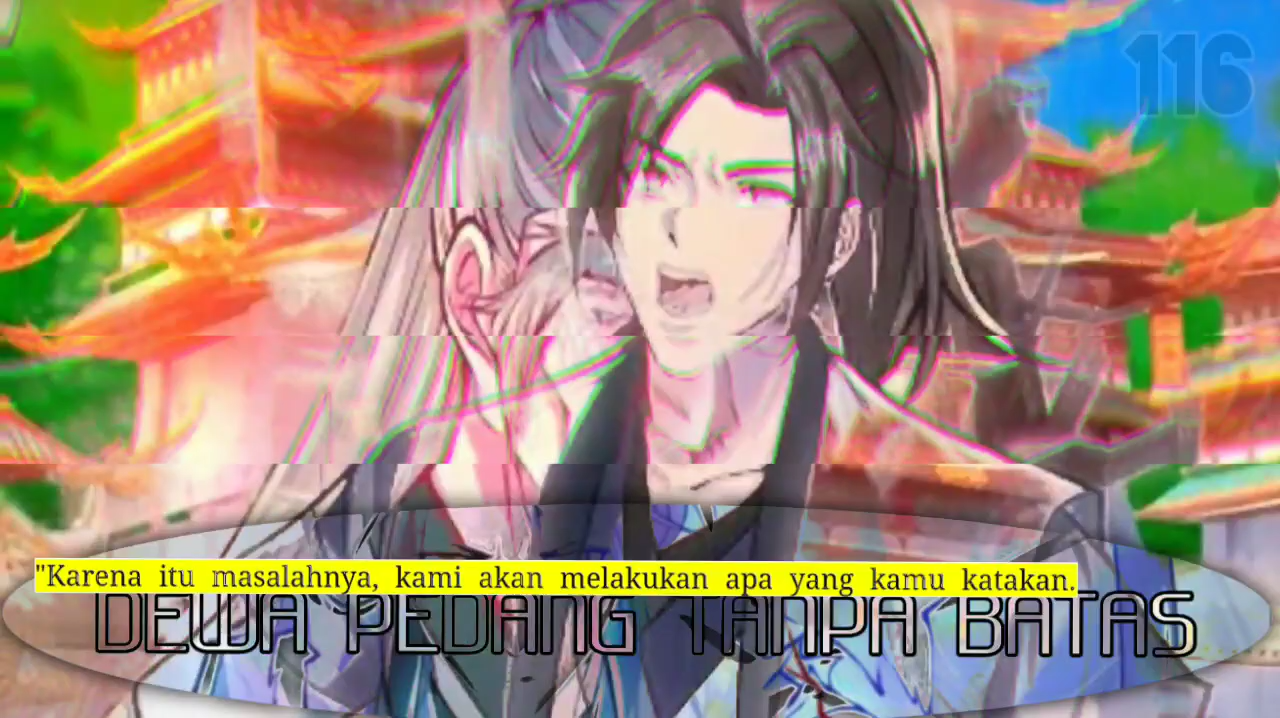 116
"Karena itu masalahnya, kami akan melakukan apa yang kamu katakan.
DEWA PEDANG TANPA BATAS